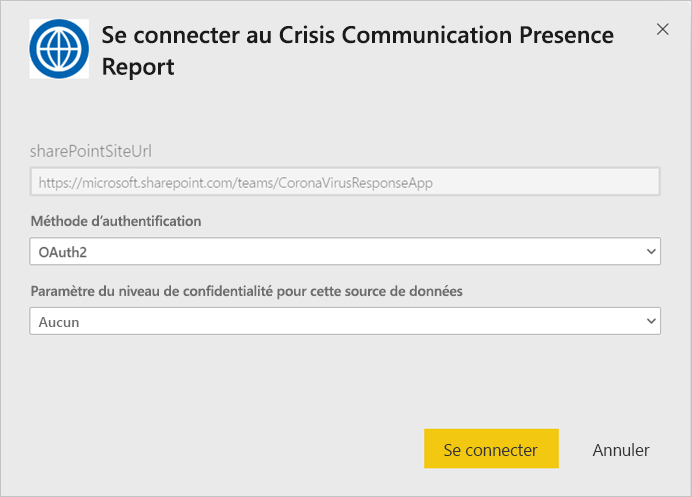 Se connecter au Crisis Communication Presence
Report
sharePointSiteUrl
https://microsoft.sharepoint.com/teams/CoronaVirusResponseApp
Méthode d’authentification
OAuth2
Paramètre du niveau de confidentialité pour cette source de données
Aucun
Se connecter
Annuler